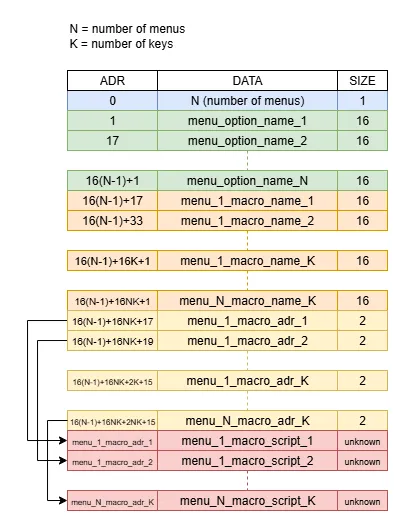 N = number of menus
K = number of keys
ADR DATA SIZE
0 N (number of menus) 1
1 menu_option_name_1 16
17 menu_option_name_2 16
16(N-1)+1 menu_option_name_N 16
16(N-1)+17 menu_1_macro_name_1 16
16(N-1)+33 menu_1_macro_name_2 16
16(N-1)+16K+1 menu_1_macro_name_K 16
16(N-1)+16NK+1 menu_N_macro_name_K 16
16(N-1)+16NK+17 menu_1_macro_adr_1 2
16(N-1)+16NK+19 menu_1_macro_adr_2 2
16(N-1)+16NK+2K+15 menu_1_macro_adr_K 2
16(N-1)+16NK+2NK+15 menu_N_macro_adr_K 2
menu_1_macro_adr_1 menu_1_macro_script_1 unknown
menu_1_macro_adr_2 menu_1_macro_script_2 unknown
menu_N_macro_adr_K menu_N_macro_script_K unknown